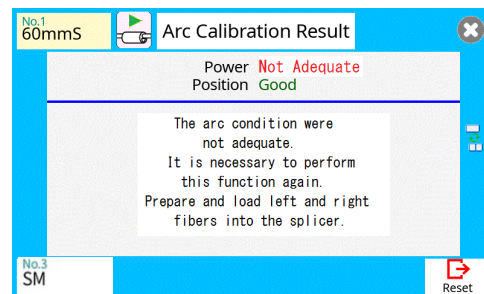 No.1
60mmS
Arc Calibration Result
Power Not Adequate
Position Good
The arc condition were
not adequate.
It is necessary to perform
this function again.
Prepare and load left and right
fibers into the splicer.
No.3
SM
Reset